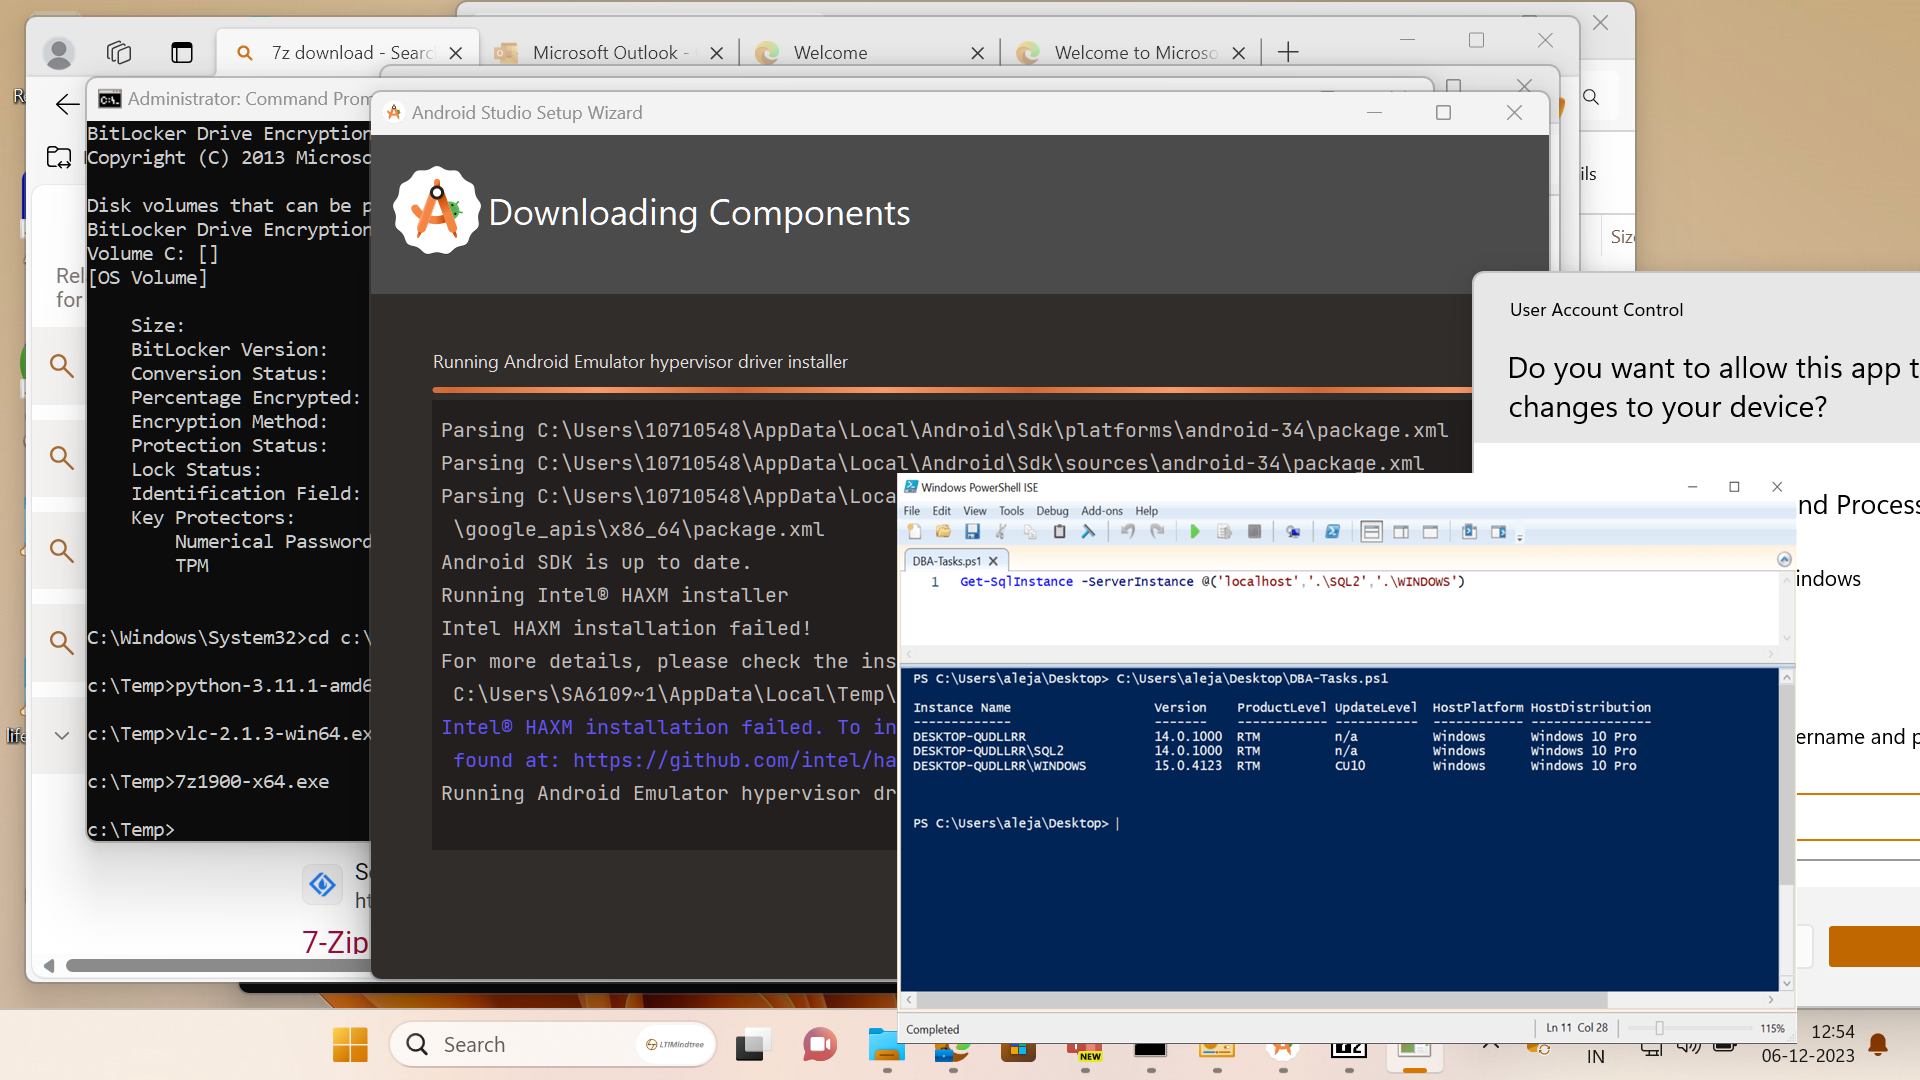 7z download - Searc
Microsoft Outlook -
Welcome
Welcome to Microso
Administrator: Command Prom
BitLocker Drive Encryption
Copyright (C) 2013 Microso
Disk volumes that can be p
BitLocker Drive Encryption
Volume C: []
[OS Volume]
Size:
BitLocker Version:
Conversion Status:
Percentage Encrypted:
Encryption Method:
Protection Status:
Lock Status:
Identification Field:
Key Protectors:
Numerical Password
TPM
C:\Windows\System32>cd c:\
c:\Temp>python-3.11.1-amd6
c:\Temp>vlc-2.1.3-win64.ex
c:\Temp>7z1900-x64.exe
c:\Temp>
Rel
for
life
7-Zip
Android Studio Setup Wizard
Downloading Components
Running Android Emulator hypervisor driver installer
Parsing C:\Users\10710548\AppData\Local\Android\Sdk\platforms\android-34\package.xml
Parsing C:\Users\10710548\AppData\Local\Android\Sdk\sources\android-34\package.xml
Parsing C:\Users\10710548\AppData\Loca
\google_apis\x86_64\package.xml
Android SDK is up to date.
Running Intel® HAXM installer
Intel HAXM installation failed!
For more details, please check the ins
C:\Users\SA6109~1\AppData\Local\Temp\
Intel® HAXM installation failed. To in
found at: https://github.com/intel/ha
Running Android Emulator hypervisor dr
ils
Size
User Account Control
Do you want to allow this app t
changes to your device?
nd Process
indows
ername and p
Windows PowerShell ISE
File Edit View Tools Debug Add-ons Help
DBA-Tasks.ps1
1 Get-SqlInstance -ServerInstance @('localhost','.\SQL2','.\WINDOWS')
PS C:\Users\aleja\Desktop> C:\Users\aleja\Desktop\DBA-Tasks.ps1
Instance Name Version ProductLevel UpdateLevel HostPlatform HostDistribution
------------- ------- ------------ ----------- ------------ ----------------
DESKTOP-QUDLLRR 14.0.1000 RTM n/a Windows Windows 10 Pro
DESKTOP-QUDLLRR\SQL2 14.0.1000 RTM n/a Windows Windows 10 Pro
DESKTOP-QUDLLRR\WINDOWS 15.0.4123 RTM CU10 Windows Windows 10 Pro
PS C:\Users\aleja\Desktop>
Completed
Ln 11 Col 28
115%
Search
LTIMindtree
NEW
IN
12:54
06-12-2023